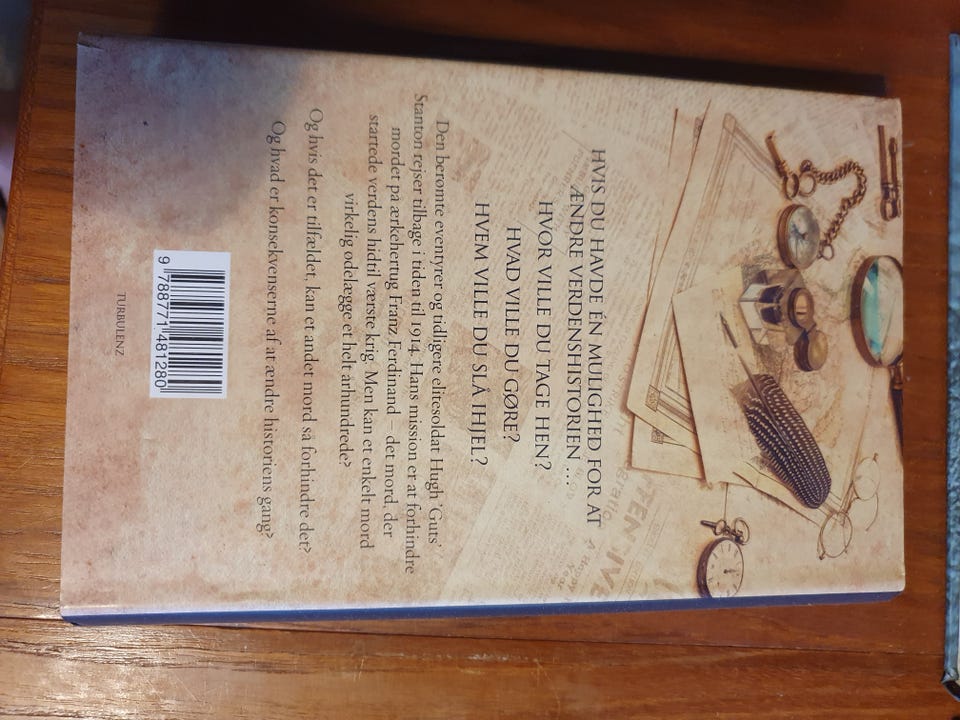 HVIS DU HAVDE ÉN MULIGHED FOR AT
ÆNDRE VERDENSHISTORIEN ...
HVOR VILLE DU TAGE HEN?
HVAD VILLE DU GØRE?
HVEM VILLE DU SLÅ IHJEL?
Den berømte eventyrer og tidligere elitesoldat Hugh 'Guts'
Stanton rejser tilbage i tiden til 1914. Hans mission er at forhindre
mordet på ærkehertug Franz Ferdinand – det mord, der
startede verdens hidtil værste krig. Men kan et enkelt mord
virkelig ødelægge et helt århundrede?
Og hvis det er tilfældet, kan et andet mord så forhindre det?
Og hvad er konsekvenserne af at ændre historiens gang?
9 788771 481280
TURBULENZ